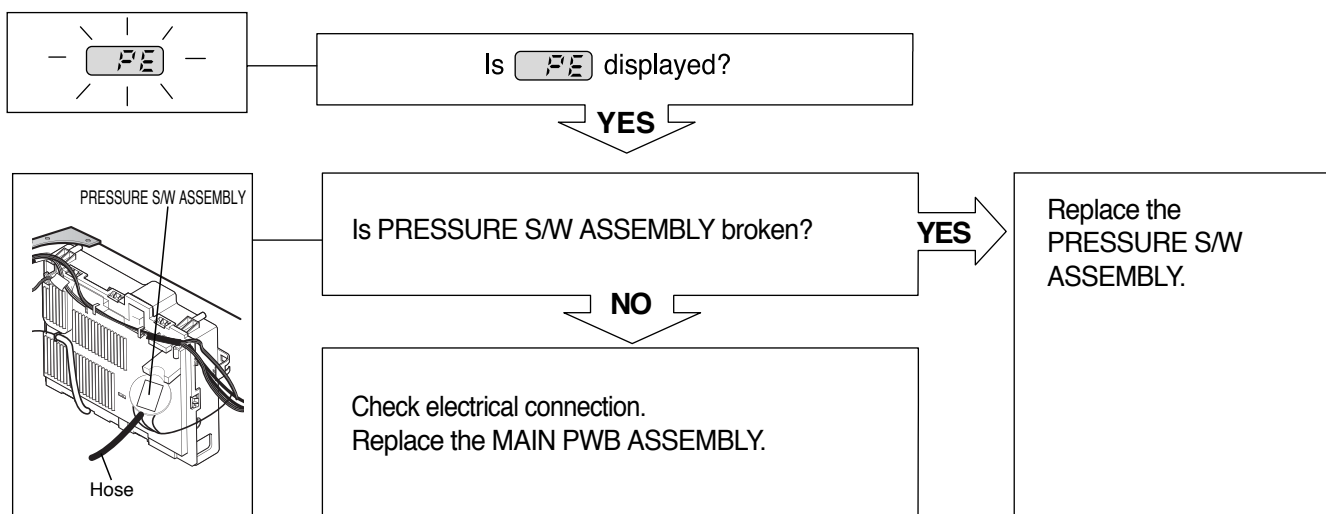 PE
Is PE displayed?
YES
PRESSURE S/W ASSEMBLY
Hose
Is PRESSURE S/W ASSEMBLY broken?
YES
Replace the
PRESSURE S/W
ASSEMBLY.
NO
Check electrical connection.
Replace the MAIN PWB ASSEMBLY.